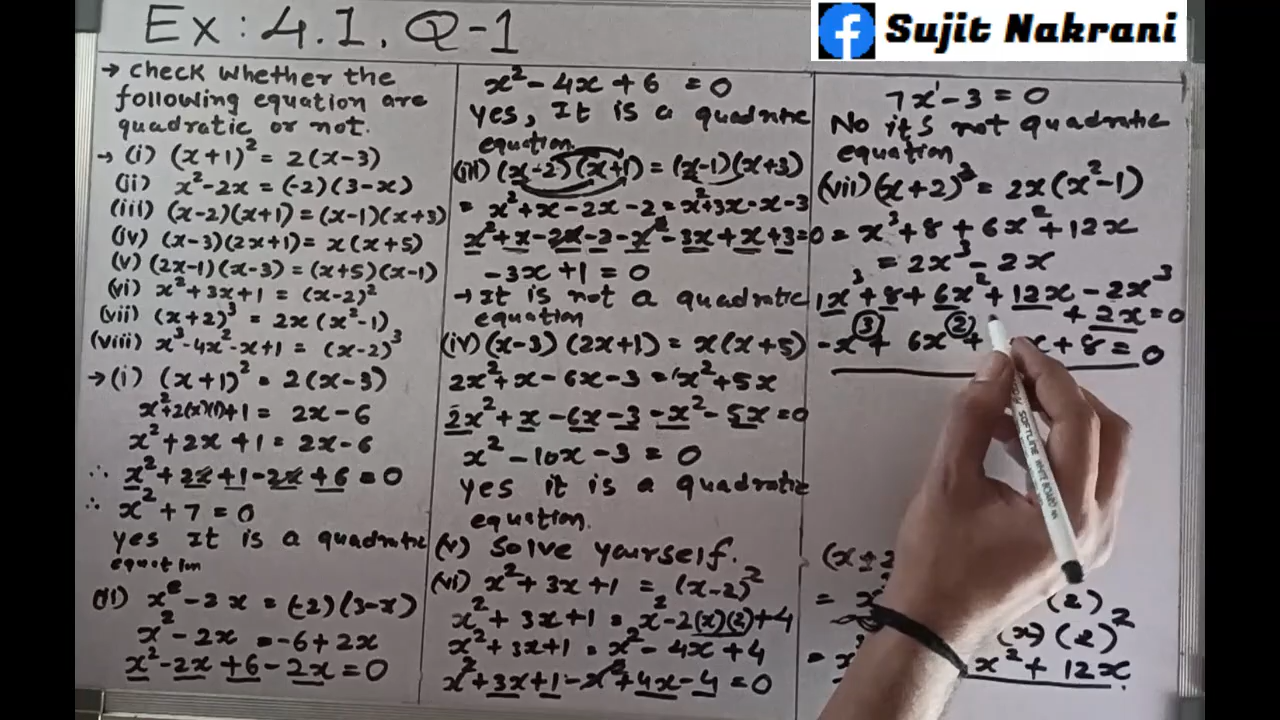 Ex: 4.1. Q-1
Sujit Nakrani
→ Check whether the
following equation are
quadratic or not.
→ (i) (x+1)² = 2(x-3)
(ii) x²-2x = (-2)(3-x)
(iii) (x-2)(x+1) = (x-1)(x+3)
(iv) (x-3)(2x+1) = x(x+5)
(v) (2x-1)(x-3) = (x+5)(x-1)
(vi) x²+3x+1 = (x-2)²
(vii) (x+2)³ = 2x(x²-1)
(viii) x³-4x²-x+1 = (x-2)³
→ (i) (x+1)² = 2(x-3)
x²+2(x)(1)+1 = 2x-6
x²+2x+1 = 2x-6
∴ x²+2x+1-2x+6 = 0
∴ x²+7 = 0
yes It is a quadratic
(ii) x²-2x = (-2)(3-x)
x²-2x = -6+2x
x²-2x+6-2x = 0
x²-4x+6 = 0
yes, It is a quadratic
equation.
(iii) (x-2)(x+1) = (x-1)(x+3)
= x²+x-2x-2 = x²+3x-x-3
x²+x-2x-2-x²-3x+x+3=0
-3x+1 = 0
→ It is not a quadratic
equation
(iv) (x-3)(2x+1) = x(x+5)
2x²+x-6x-3 = x²+5x
2x²+x-6x-3-x²-5x=0
x²-10x-3 = 0
yes it is a quadratic
equation.
(v) Solve yourself.
(vi) x²+3x+1 = (x-2)²
x²+3x+1 = x²-2(x)(2)+4
x²+3x+1 = x²-4x+4
x²+3x+1-x²+4x-4 = 0
7x¹-3 = 0
No it's not quadratic
equation
(vii) (x+2)³ = 2x(x²-1)
= x³+8+6x²+12x
= 2x³-2x
1x³+8+6x²+12x-2x³
+2x=0
-x³+ 6x²+ x+8=0
(x+2
= x (2)
(x)(2)²
= x x²+12x.